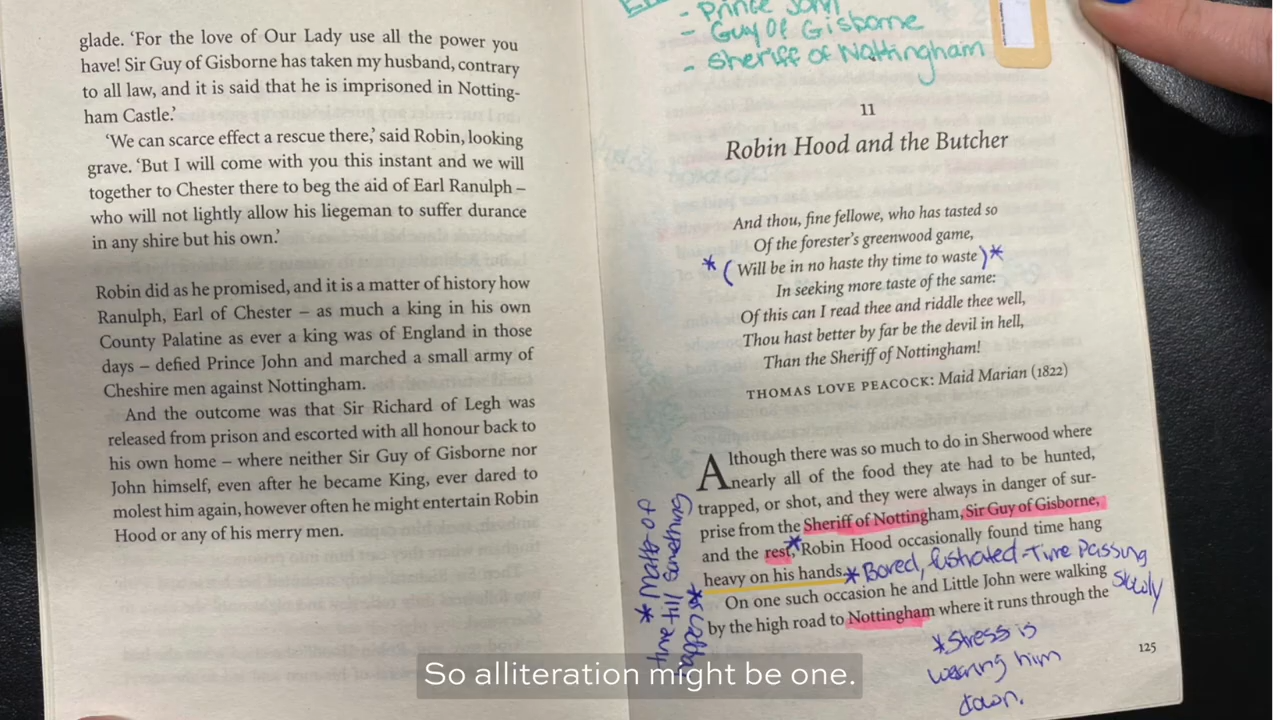 glade. ‘For the love of Our Lady use all the power you
have! Sir Guy of Gisborne has taken my husband, contrary
to all law, and it is said that he is imprisoned in Notting-
ham Castle.’
‘We can scarce effect a rescue there,’ said Robin, looking
grave. ‘But I will come with you this instant and we will
together to Chester there to beg the aid of Earl Ranulph –
who will not lightly allow his liegeman to suffer durance
in any shire but his own.’
Robin did as he promised, and it is a matter of history how
Ranulph, Earl of Chester – as much a king in his own
County Palatine as ever a king was of England in those
days – defied Prince John and marched a small army of
Cheshire men against Nottingham.
And the outcome was that Sir Richard of Legh was
released from prison and escorted with all honour back to
his own home – where neither Sir Guy of Gisborne nor
John himself, even after he became King, ever dared to
molest him again, however often he might entertain Robin
Hood or any of his merry men.
- Prince John
- Guy Of Gisborne
- Sheriff of Nottingham
11
Robin Hood and the Butcher
And thou, fine fellowe, who has tasted so
Of the forester's greenwood game,
*(Will be in no haste thy time to waste)*
In seeking more taste of the same:
Of this can I read thee and riddle thee well,
Thou hast better by far be the devil in hell,
Than the Sheriff of Nottingham!
THOMAS LOVE PEACOCK: Maid Marian (1822)
Although there was so much to do in Sherwood where
nearly all of the food they ate had to be hunted,
trapped, or shot, and they were always in danger of sur-
prise from the Sheriff of Nottingham, Sir Guy of Gisborne,
and the rest,* Robin Hood occasionally found time hang
heavy on his hands.
*Bored, fustrated - Time Passing
Slowly
On one such occasion he and Little John were walking
by the high road to Nottingham where it runs through the
*Matter of
time till something
happens*
*Stress is
wearing him
down.
125
So alliteration might be one.